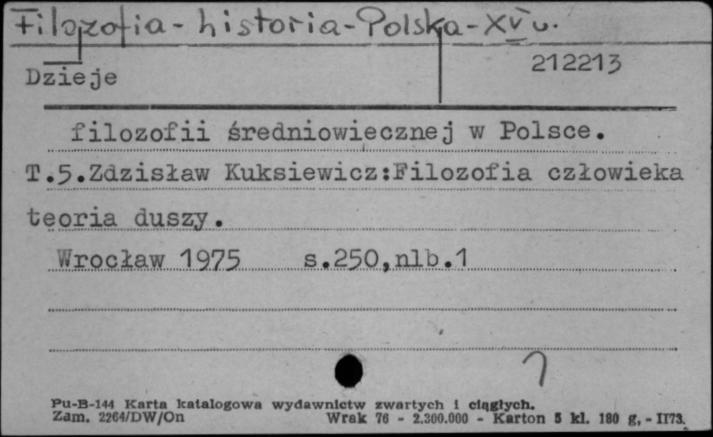 Filozofia - historia - Polska - XV w.
Dzieje 212213
filozofii średniowiecznej w Polsce.
T.5.Zdzisław Kuksiewicz:Filozofia człowieka
teoria duszy.
Wrocław 1975 s.250,nlb.1
Pu-B-144 Karta katalogowa wydawnictw zwartych i ciągłych.
Zam. 2264/DW/On Wrak 76 - 2.300.000 - Karton 5 kl. 180 g, - II73.